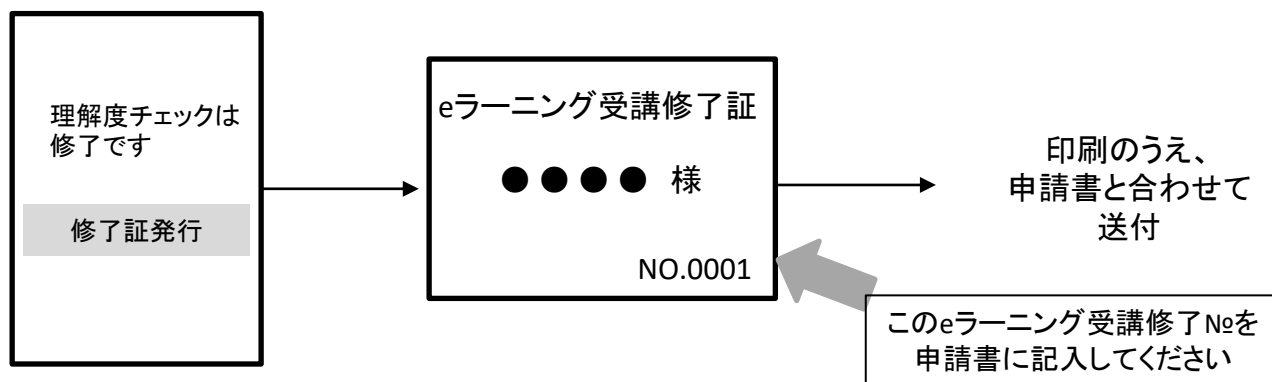 理解度チェックは
修了です
修了証発行
eラーニング受講修了証
●●●● 様
NO.0001
印刷のうえ、
申請書と合わせて
送付
このeラーニング受講修了№を
申請書に記入してください